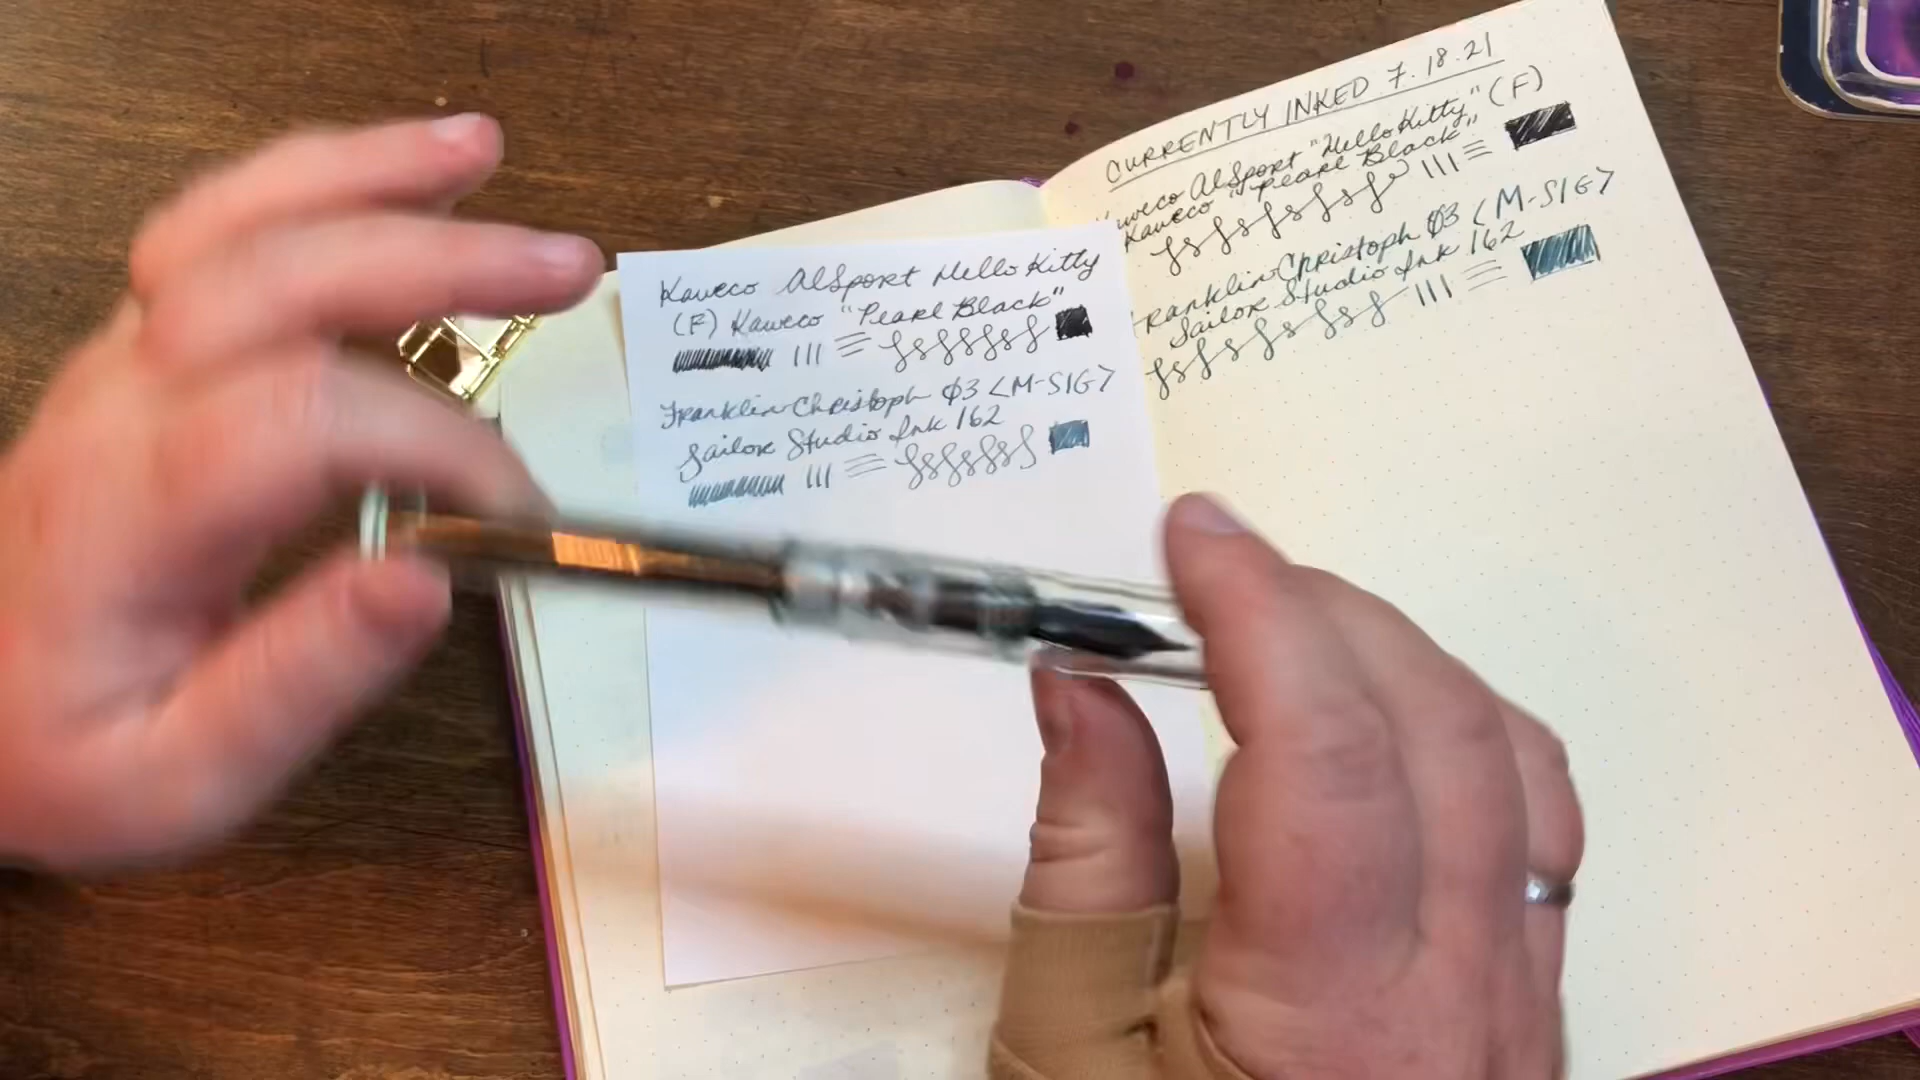 Kaweco AlSport Hello Kitty
(F) Kaweco "Pearl Black"
Franklin-Christoph 03 <M-SIG>
Sailor Studio Ink 162
CURRENTLY INKED 7.18.21
Kaweco AlSport "Hello Kitty" (F)
Kaweco "Pearl Black"
Franklin-Christoph 03 <M-SIG>
Sailor Studio Ink 162